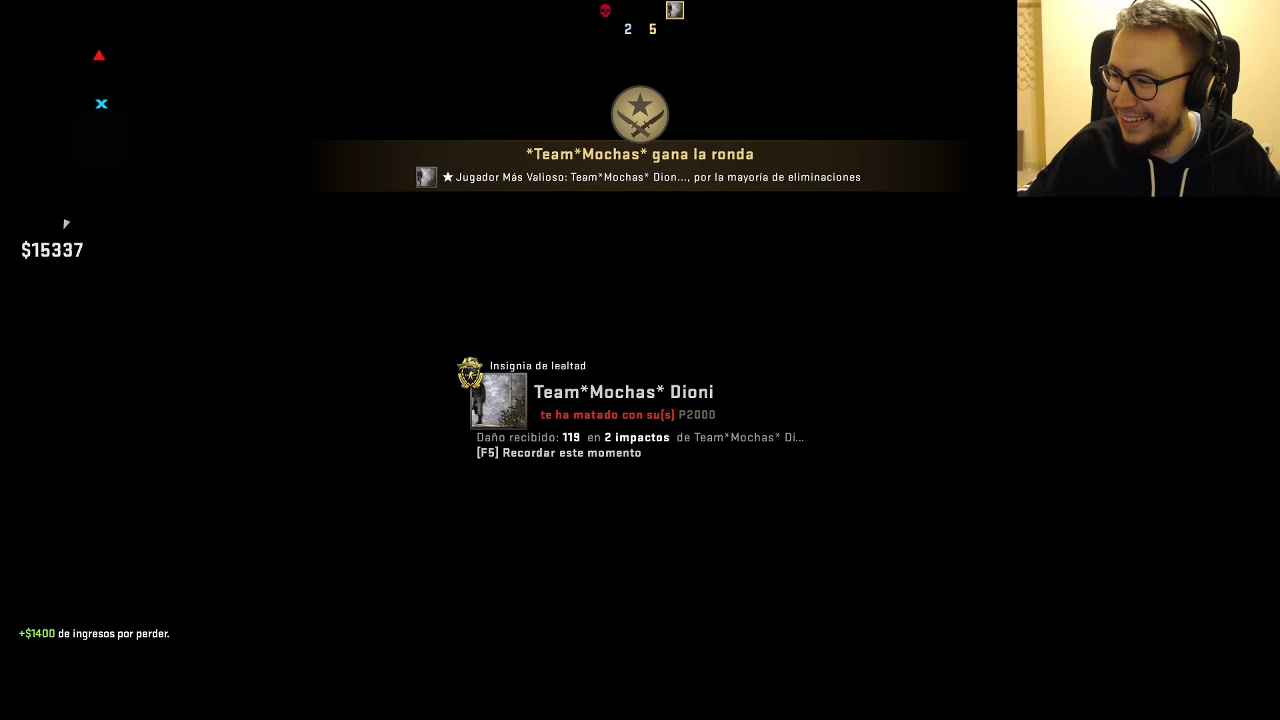 2 5
*Team*Mochas* gana la ronda
★ Jugador Más Valioso: Team*Mochas* Dion..., por la mayoría de eliminaciones
$15337
Insignia de lealtad
Team*Mochas* Dioni
te ha matado con su(s) P2000
Daño recibido: 119 en 2 impactos de Team*Mochas* Di...
[F5] Recordar este momento
+$1400 de ingresos por perder.